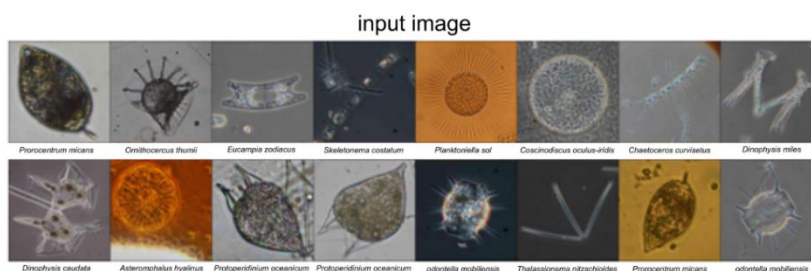 input image
Prorocentrum micans Ornithocercus thumii Eucampia zodiacus Skeletonema costatum Planktoniella sol Coscinodiscus oculus-iridis Chaetoceros curvisetus Dinophysis miles
Dinophysis caudata Asteromphalus hyalinus Protoperidinium oceanicum Protoperidinium oceanicum odontella mobiliensis Thalassionema nitzschioides Prorocentrum micans odontella mobiliensis